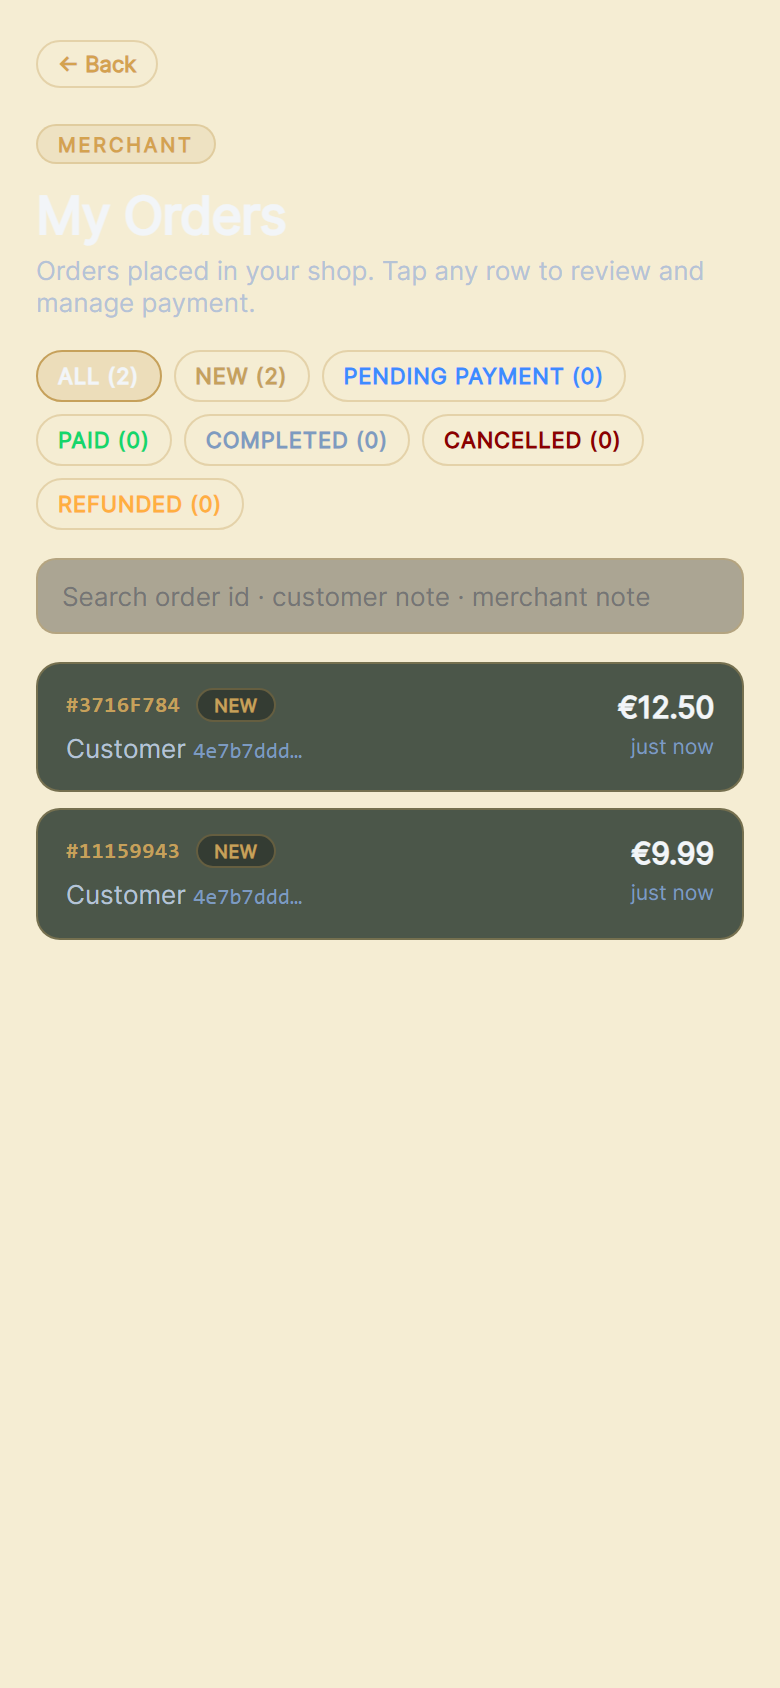 ← Back
MERCHANT
My Orders
Orders placed in your shop. Tap any row to review and
manage payment.
ALL (2) NEW (2) PENDING PAYMENT (0)
PAID (0) COMPLETED (0) CANCELLED (0)
REFUNDED (0)
Search order id · customer note · merchant note
#3716F784 NEW €12.50
Customer 4e7b7ddd… just now
#11159943 NEW €9.99
Customer 4e7b7ddd… just now